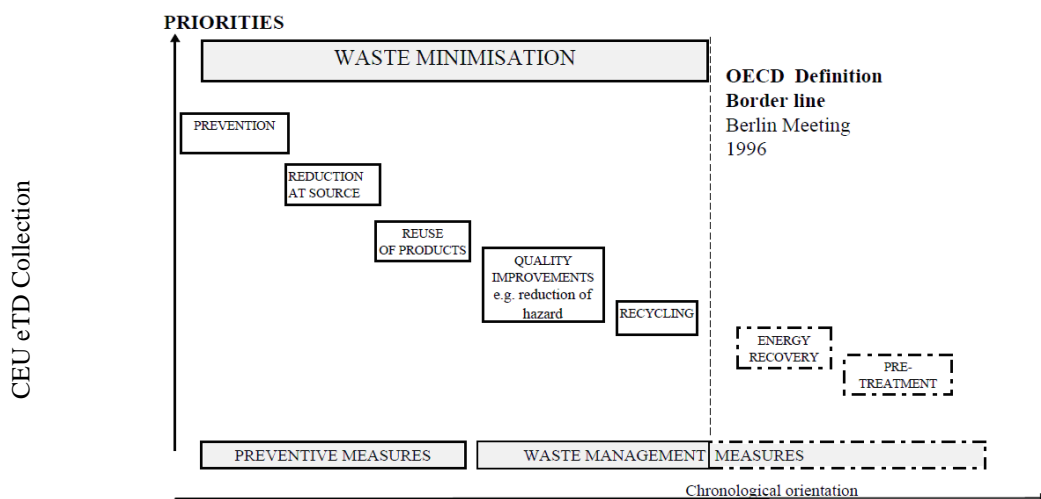 PRIORITIES
WASTE MINIMISATION
OECD Definition
Border line
Berlin Meeting
1996
PREVENTION
REDUCTION
AT SOURCE
REUSE
OF PRODUCTS
QUALITY
IMPROVEMENTS
e.g. reduction of
hazard
RECYCLING
ENERGY
RECOVERY
PRE-
TREATMENT
CEU eTD Collection
PREVENTIVE MEASURES
WASTE MANAGEMENT MEASURES
Chronological orientation